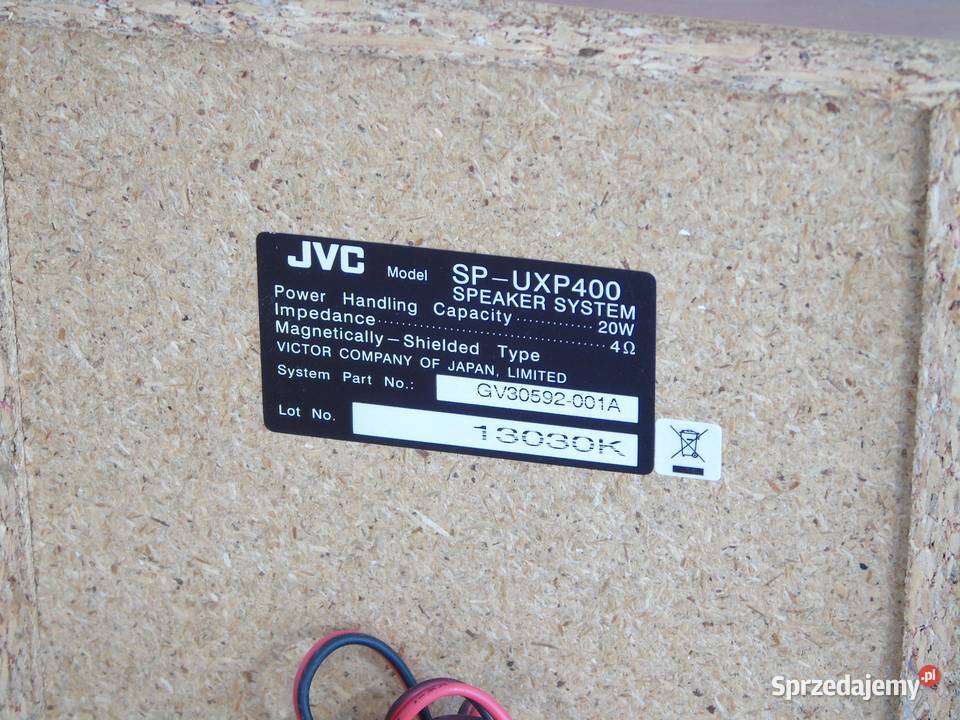 JVC Model SP-UXP400
SPEAKER SYSTEM
Power Handling Capacity.............20W
Impedance......................................4Ω
Magnetically-Shielded Type
VICTOR COMPANY OF JAPAN, LIMITED
System Part No.: GV30592-001A
Lot No. 13030K
Sprzedajemy.pl